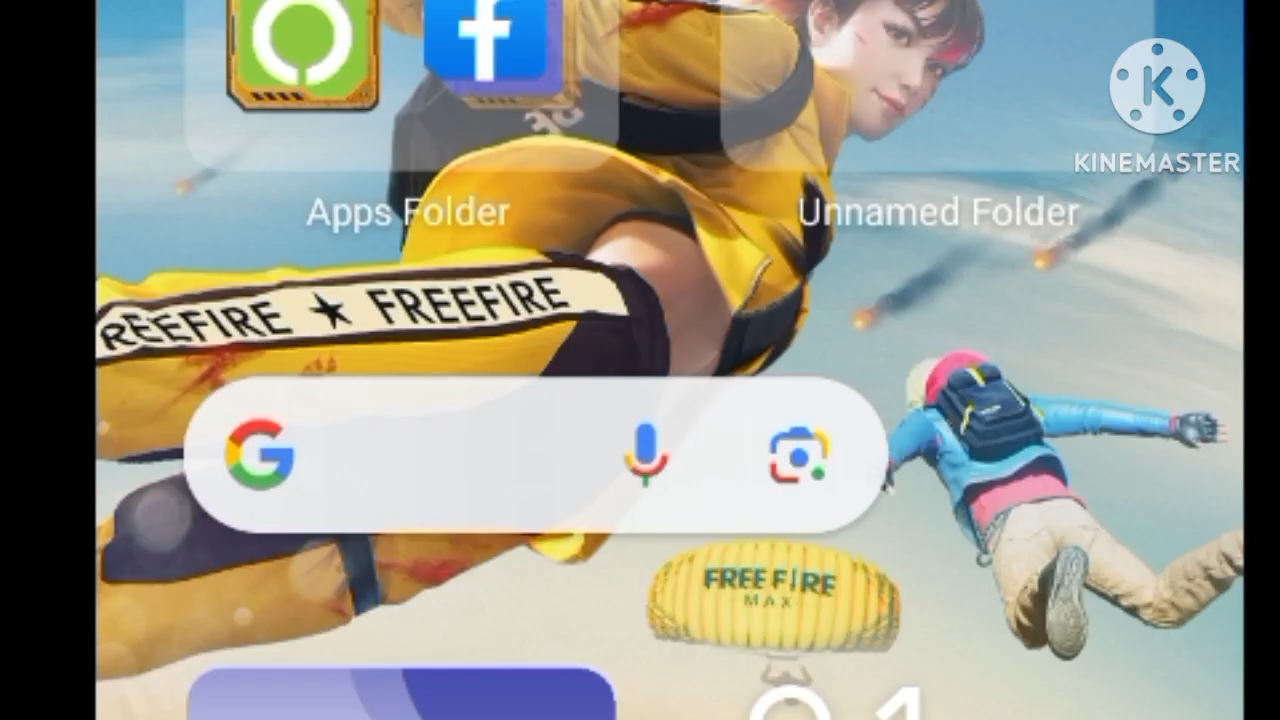 KINEMASTER
Apps Folder
Unnamed Folder
REEFIRE ★ FREEFIRE
FREE FIRE
MAX